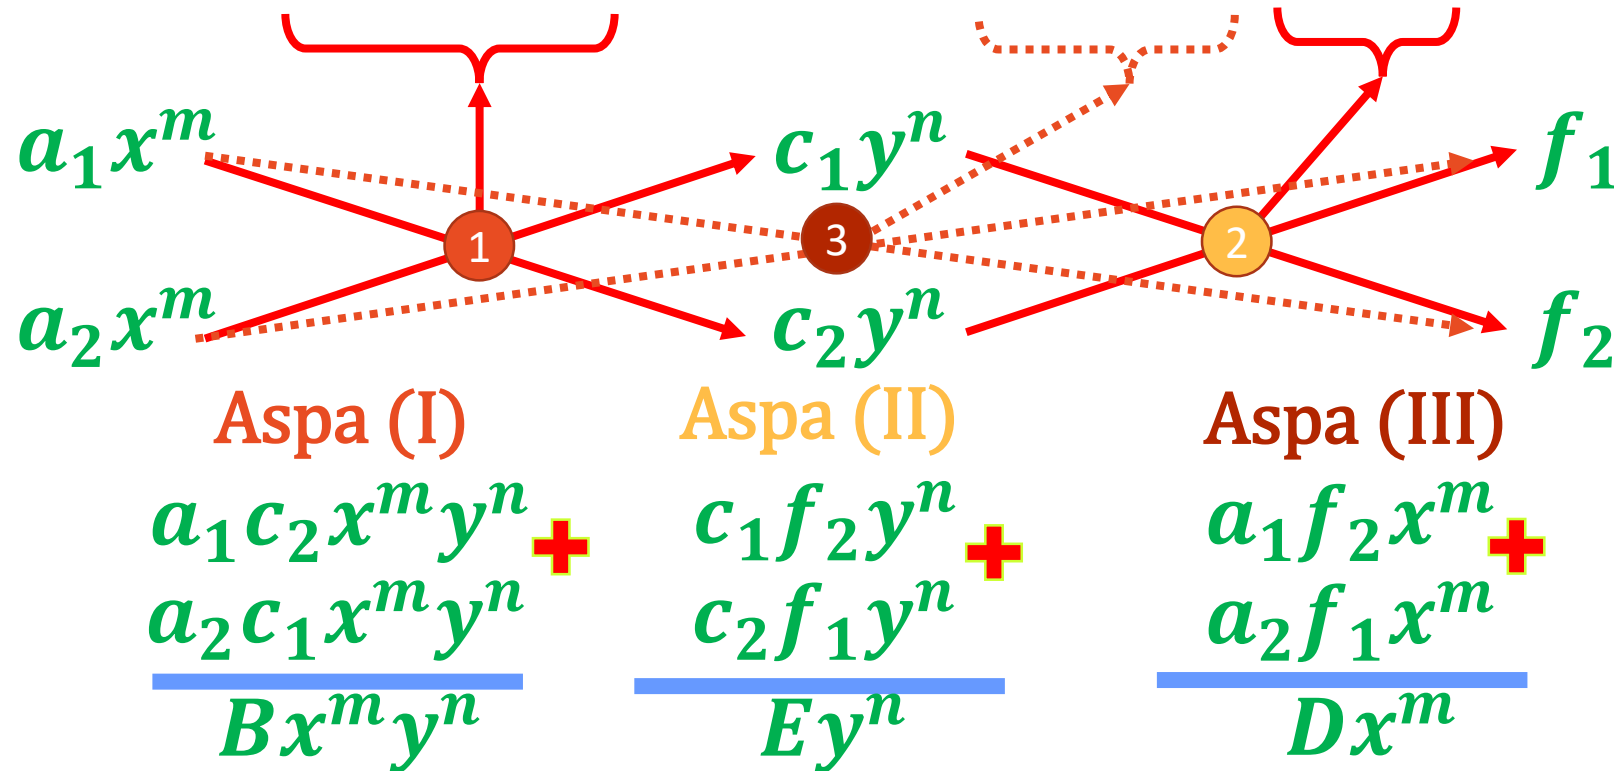 a₁xᵐ c₁yⁿ f₁
1 3 2
a₂xᵐ c₂yⁿ f₂
Aspa (I) Aspa (II) Aspa (III)
a₁c₂xᵐyⁿ + c₁f₂yⁿ + a₁f₂xᵐ +
a₂c₁xᵐyⁿ c₂f₁yⁿ a₂f₁xᵐ
Bxᵐyⁿ Eyⁿ Dxᵐ